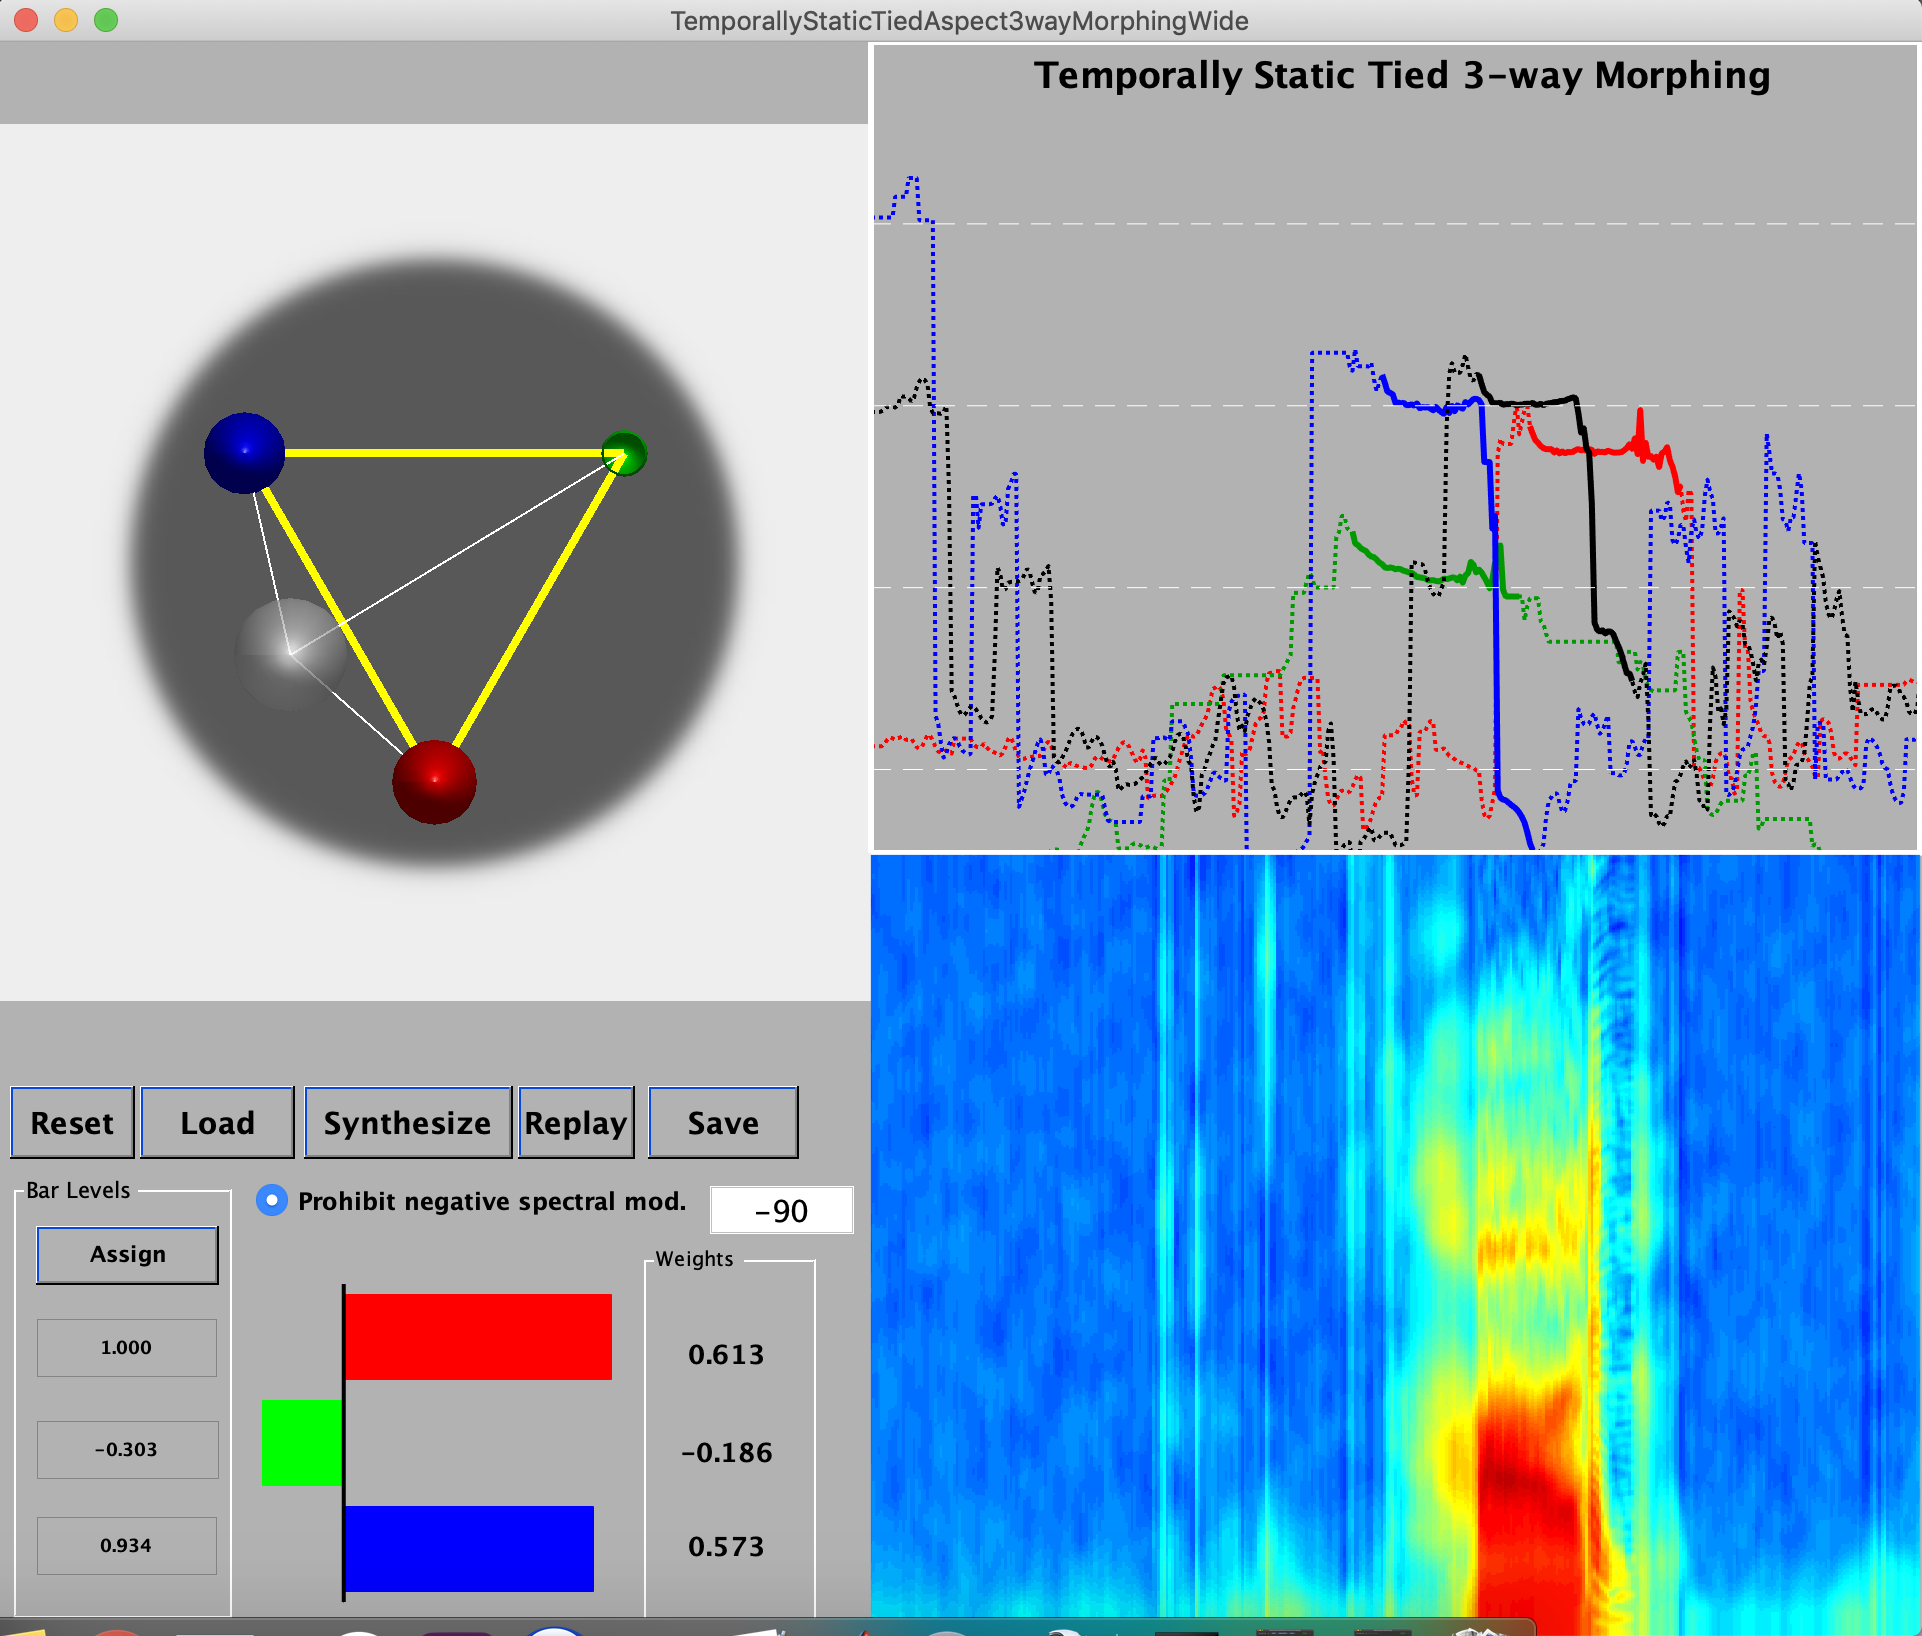 TemporallyStaticTiedAspect3wayMorphingWide
Temporally Static Tied 3-way Morphing
Reset
Load
Synthesize
Replay
Save
Bar Levels
Prohibit negative spectral mod.
-90
Assign
Weights
1.000
0.613
-0.303
-0.186
0.934
0.573